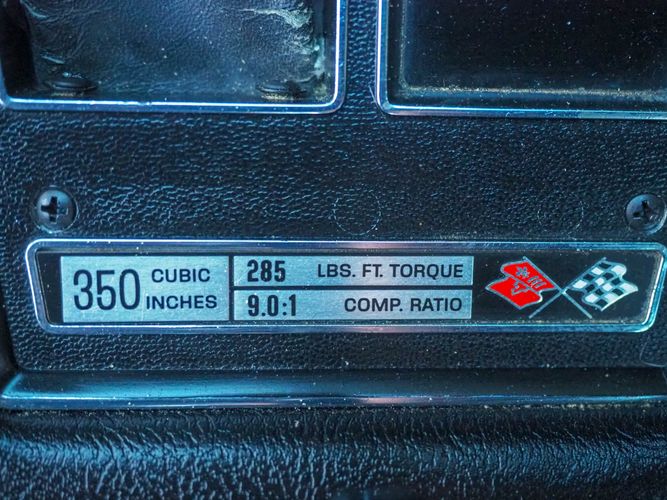 350 CUBIC INCHES
285 LBS. FT. TORQUE
9.0:1 COMP. RATIO